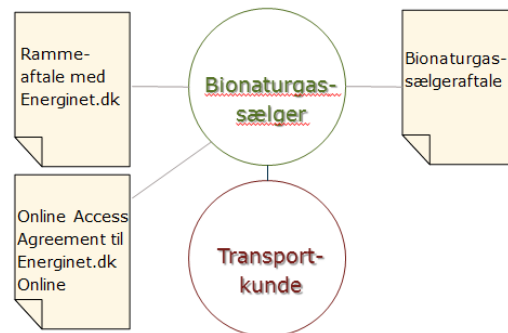 Ramme-
aftale med
Energinet.dk
Bionaturgas-
sælger
Bionaturgas-
sælgeraftale
Online Access
Agreement til
Energinet.dk
Online
Transport-
kunde